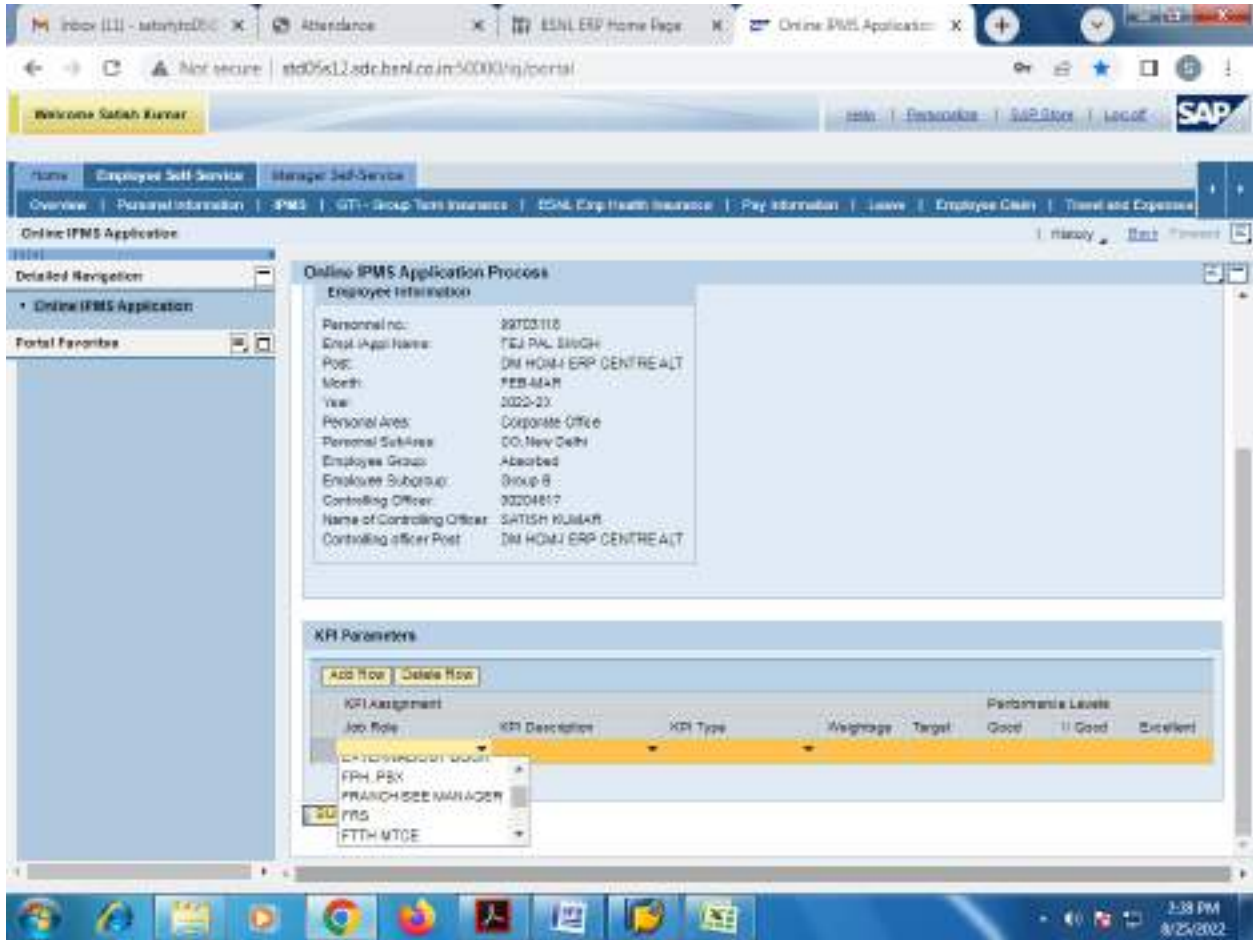 Attendance
BSNL ERP Home Page
Online IPMS Application
Not secure
Welcome Satish Kumar
Help | Personalize | SAP Store | Log off
SAP
Home
Employee Self-Service
Manager Self-Service
Overview | Personal Information | IPMS | GTI - Group Term Insurance | BSNL Emp Health Insurance | Pay Information | Leave | Employee Claim | Travel and Expenses
Online IPMS Application
History
Back
Forward
Detailed Navigation
• Online IPMS Application
Portal Favorites
Online IPMS Application Process
Employee Information
Personnel no.:
Empl./Appl.Name: TEJ PAL SINGH
Post: ERP CENTRE ALT
Month: FEB-MAR
Year: 2022-23
Personal Area: Corporate Office
Personal SubArea: CO, New Delhi
Employee Group: Absorbed
Employee Subgroup: Group B
Controlling Officer:
Name of Controlling Officer: SATISH KUMAR
Controlling officer Post: ERP CENTRE ALT
KPI Parameters
Add Row
Delete Row
KPI Assignment
Performance Levels
Job Role
KPI Description
KPI Type
Weightage
Target
Good
Good
Excellent
FPH, PBX
FRANCHISEE MANAGER
FRS
FTTH MTCE
2:38 PM
8/25/2022